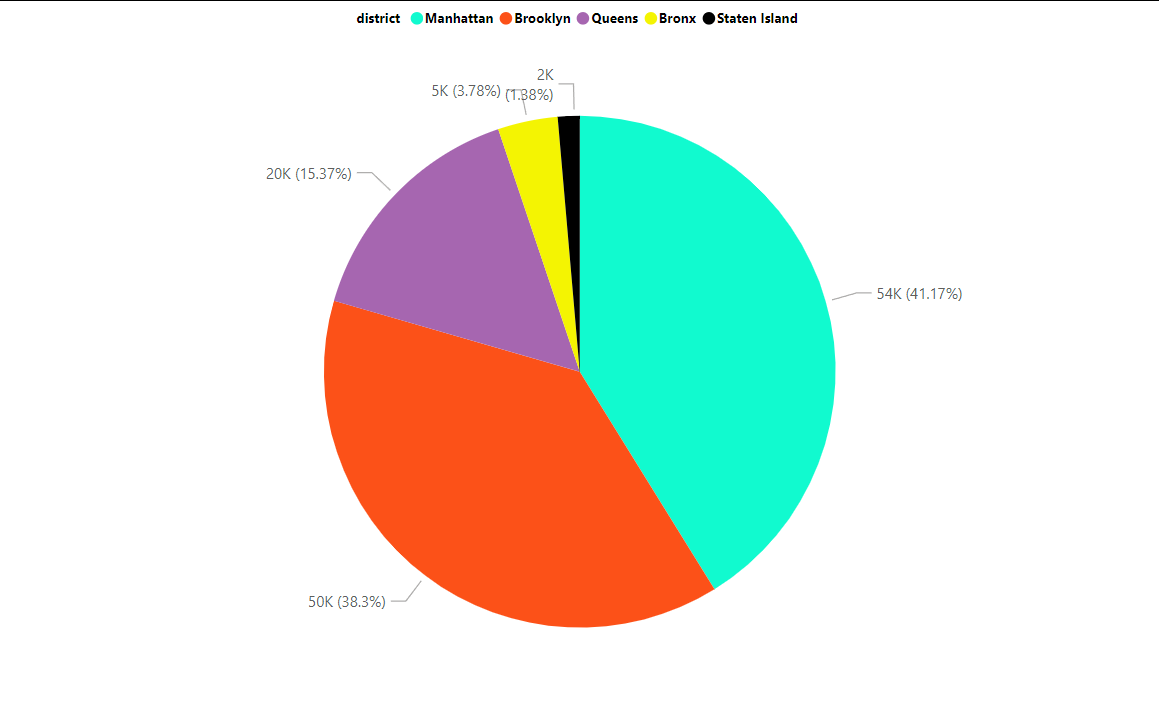 district Manhattan Brooklyn Queens Bronx Staten Island
2K
(1.38%)
5K (3.78%)
20K (15.37%)
54K (41.17%)
50K (38.3%)